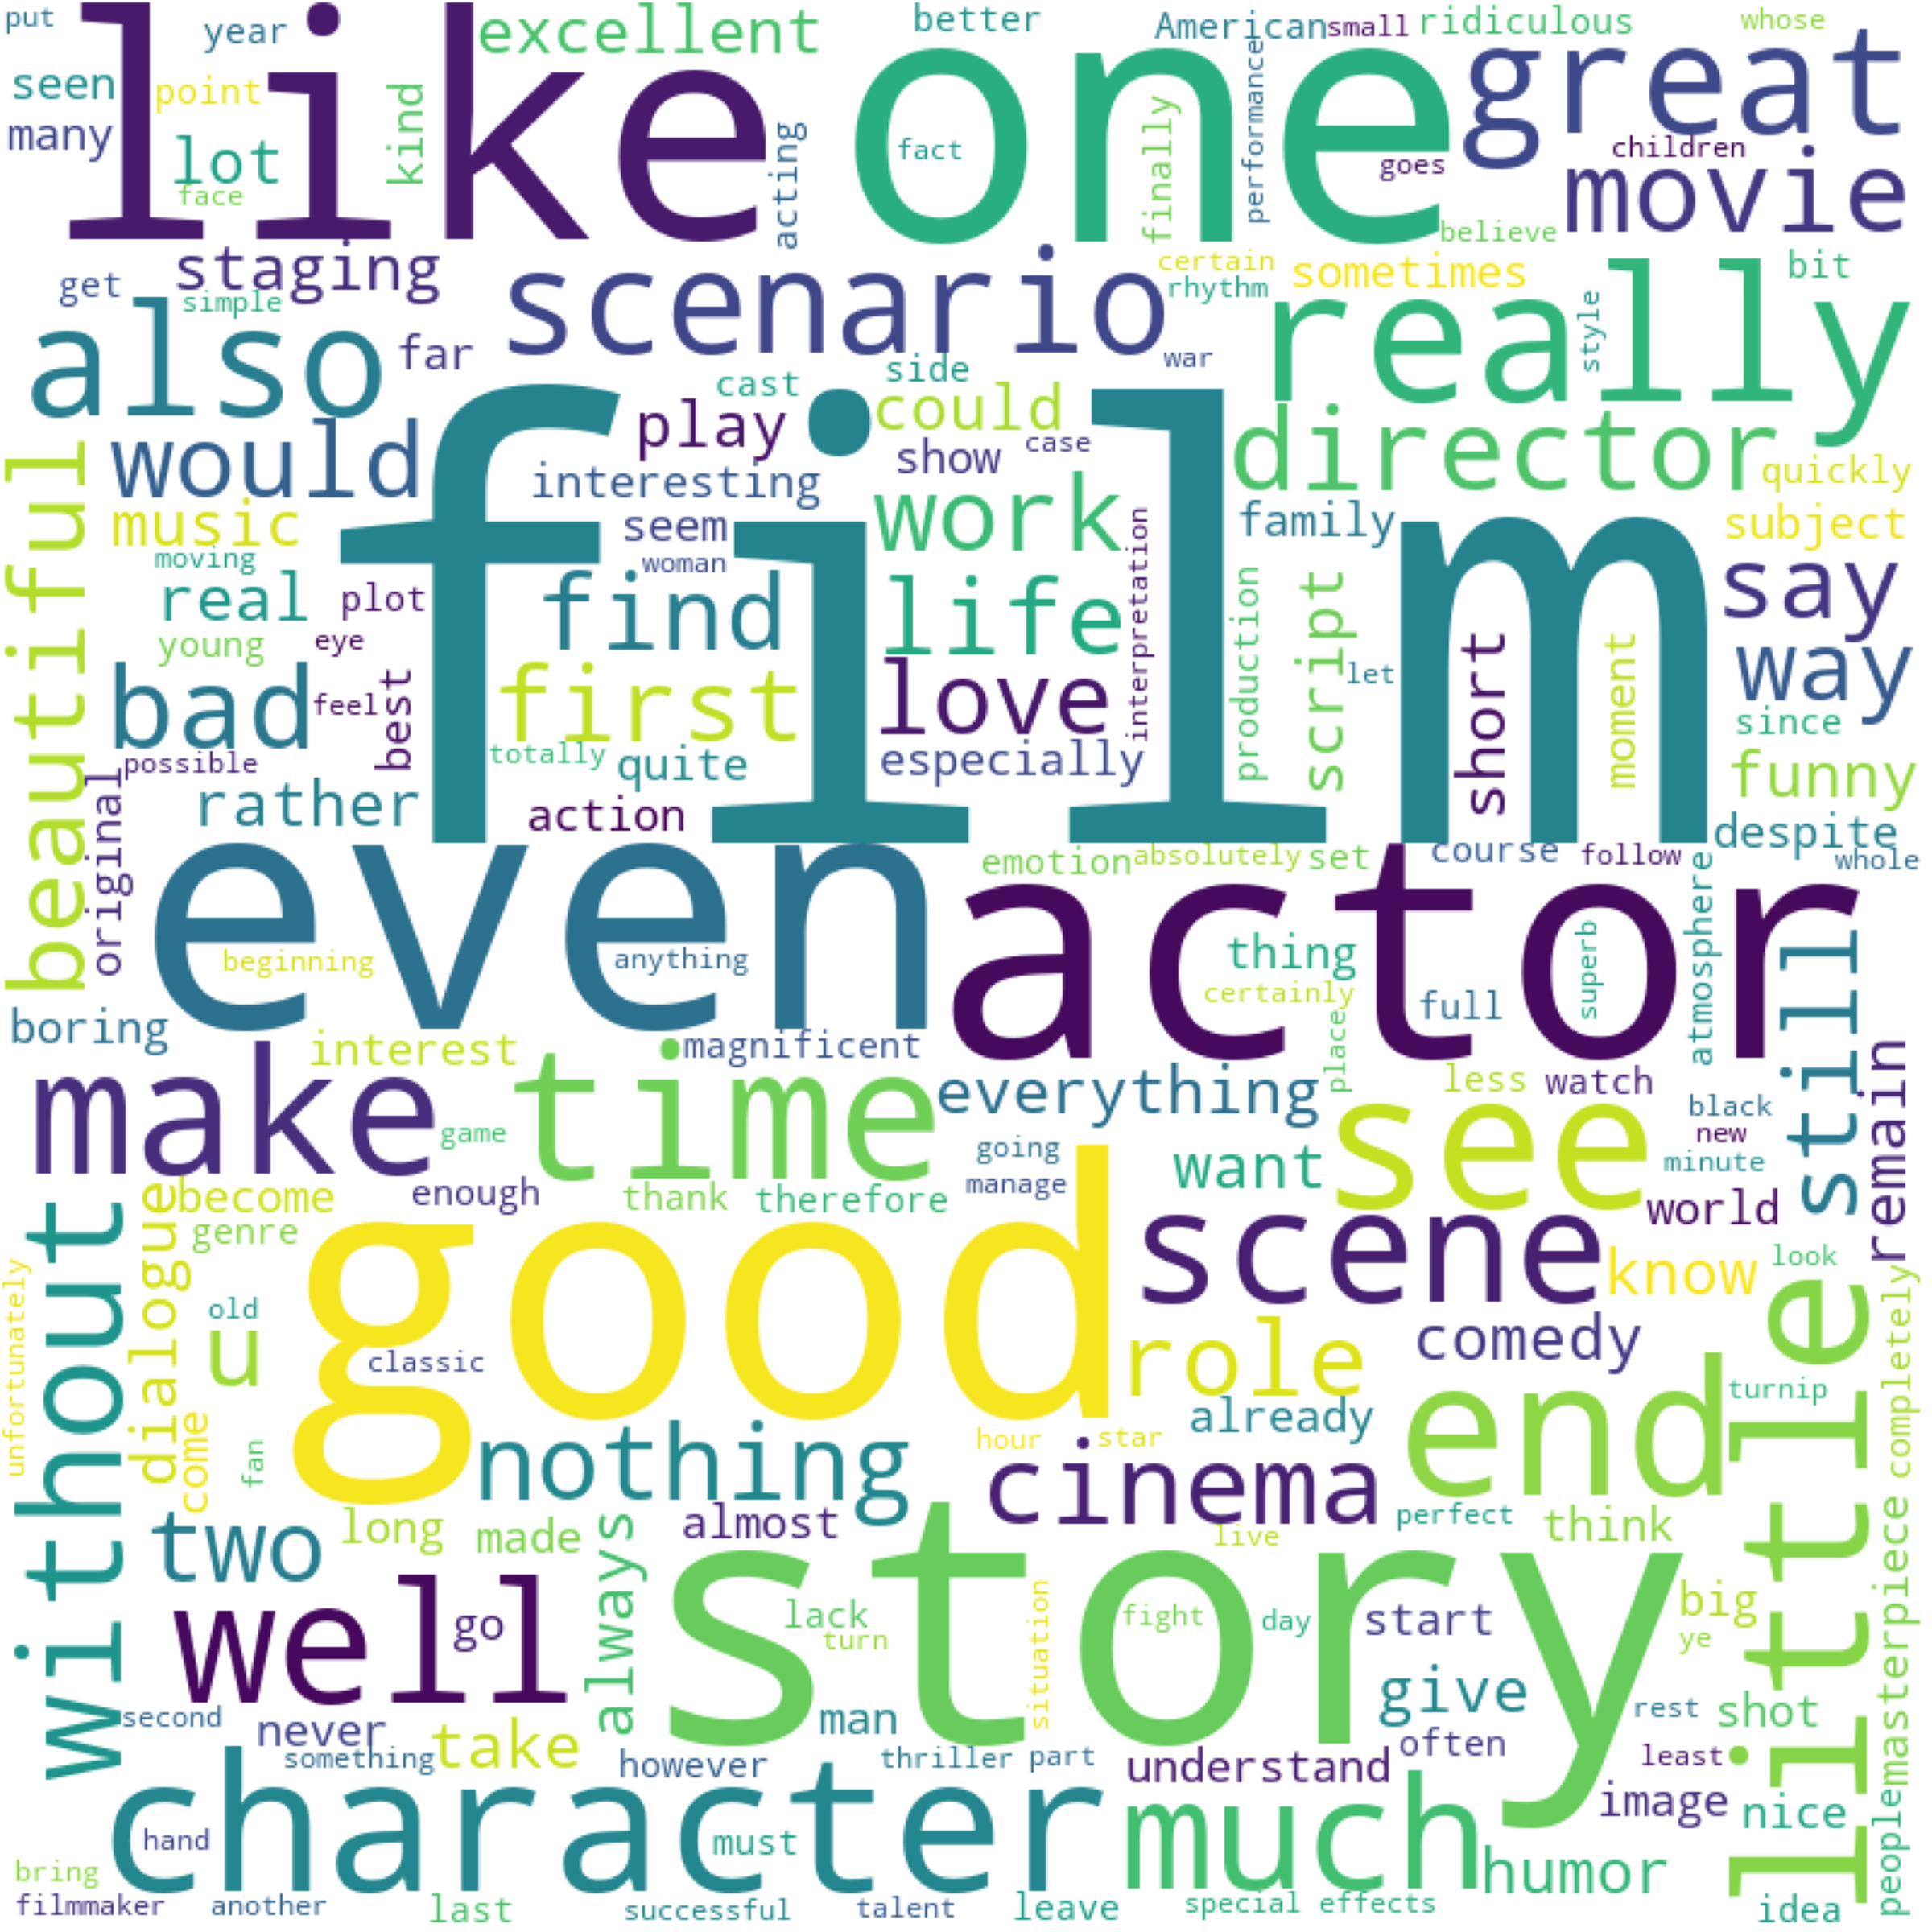 put
year
excellent
better
American
small
ridiculous
whose
like
one
great
seen
point
kind
many
lot
face
acting
fact
finally
performance
goes
children
movie
believe
staging
get
simple
scenario
certain
rhythm
sometimes
really
bit
also
far
war
style
cast
side
play
could
film
director
would
show
case
interesting
quickly
beautiful
music
seem
work
family
subject
moving
woman
interpretation
real
plot
find
life
production
script
say
young
eye
short
moment
let
way
bad
feel
best
first
love
since
possible
totally
quite
especially
funny
original
rather
action
despite
even
emotion
absolutely
set
course
follow
whole
actor
atmosphere
beginning
anything
thing
superb
still
certainly
full
boring
interest
magnificent
place
make
time
everything
less
watch
remain
see
black
game
going
new
want
minute
become
enough
thank
therefore
manage
world
without
dialogue
genre
good
scene
know
look
unfortunately
old
little
u
classic
role
comedy
completely
already
turnip
end
come
fan
nothing
hour
star
cinema
two
long
made
almost
perfect
think
always
live
story
masterpiece
well
go
lack
turn
situation
fight
day
start
big
ye
give
second
never
take
man
rest
shot
something
however
thriller
part
understand
often
least
character
much
image
nice
people
hand
must
humor
bring
filmmaker
another
last
successful
talent
leave
special effects
idea